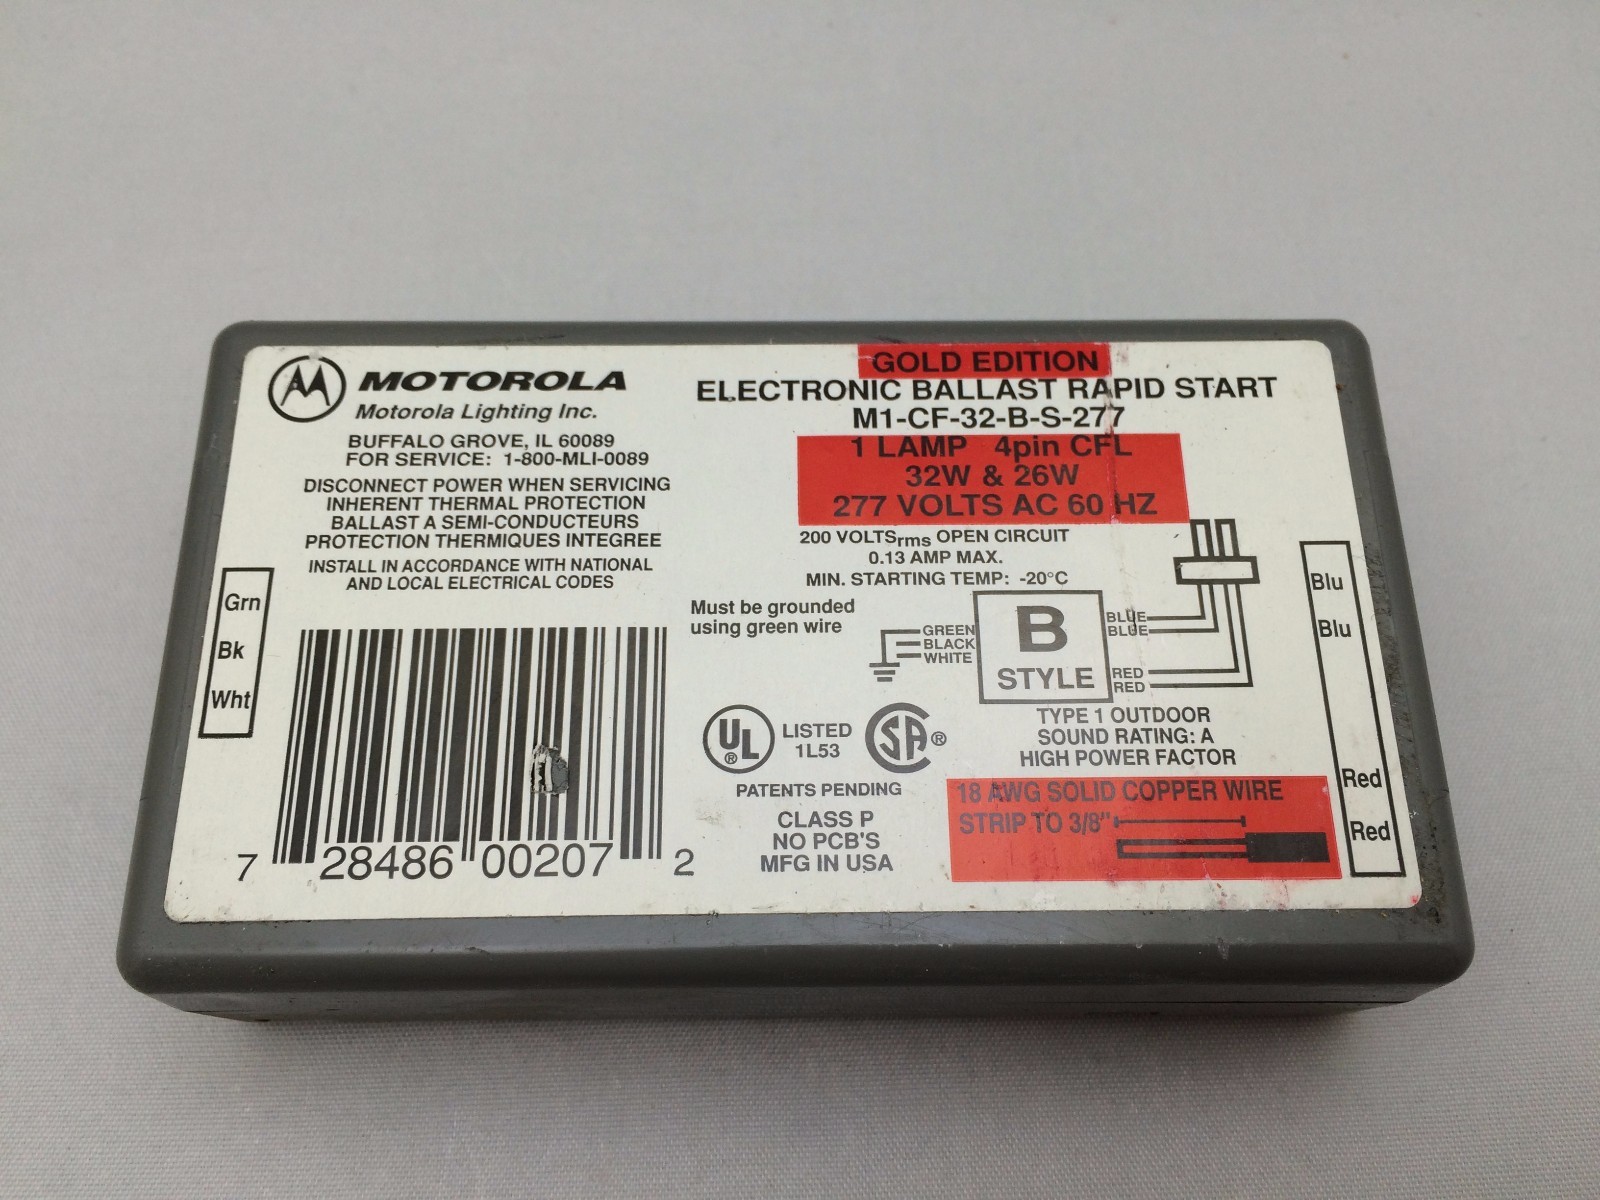 MOTOROLA
Motorola Lighting Inc.
BUFFALO GROVE, IL 60089
FOR SERVICE: 1-800-MLI-0089
DISCONNECT POWER WHEN SERVICING
INHERENT THERMAL PROTECTION
BALLAST A SEMI-CONDUCTEURS
PROTECTION THERMIQUES INTEGREE
INSTALL IN ACCORDANCE WITH NATIONAL
AND LOCAL ELECTRICAL CODES
Grn
Bk
Wht
7 28486 00207 2
GOLD EDITION
ELECTRONIC BALLAST RAPID START
M1-CF-32-B-S-277
1 LAMP 4pin CFL
32W & 26W
277 VOLTS AC 60 HZ
200 VOLTSrms OPEN CIRCUIT
0.13 AMP MAX.
MIN. STARTING TEMP: -20°C
Must be grounded
using green wire
GREEN
BLACK
WHITE
B
STYLE
BLUE
BLUE
RED
RED
UL®
LISTED
1L53
SA®
PATENTS PENDING
CLASS P
NO PCB'S
MFG IN USA
TYPE 1 OUTDOOR
SOUND RATING: A
HIGH POWER FACTOR
18 AWG SOLID COPPER WIRE
STRIP TO 3/8"
Blu
Blu
Red
Red